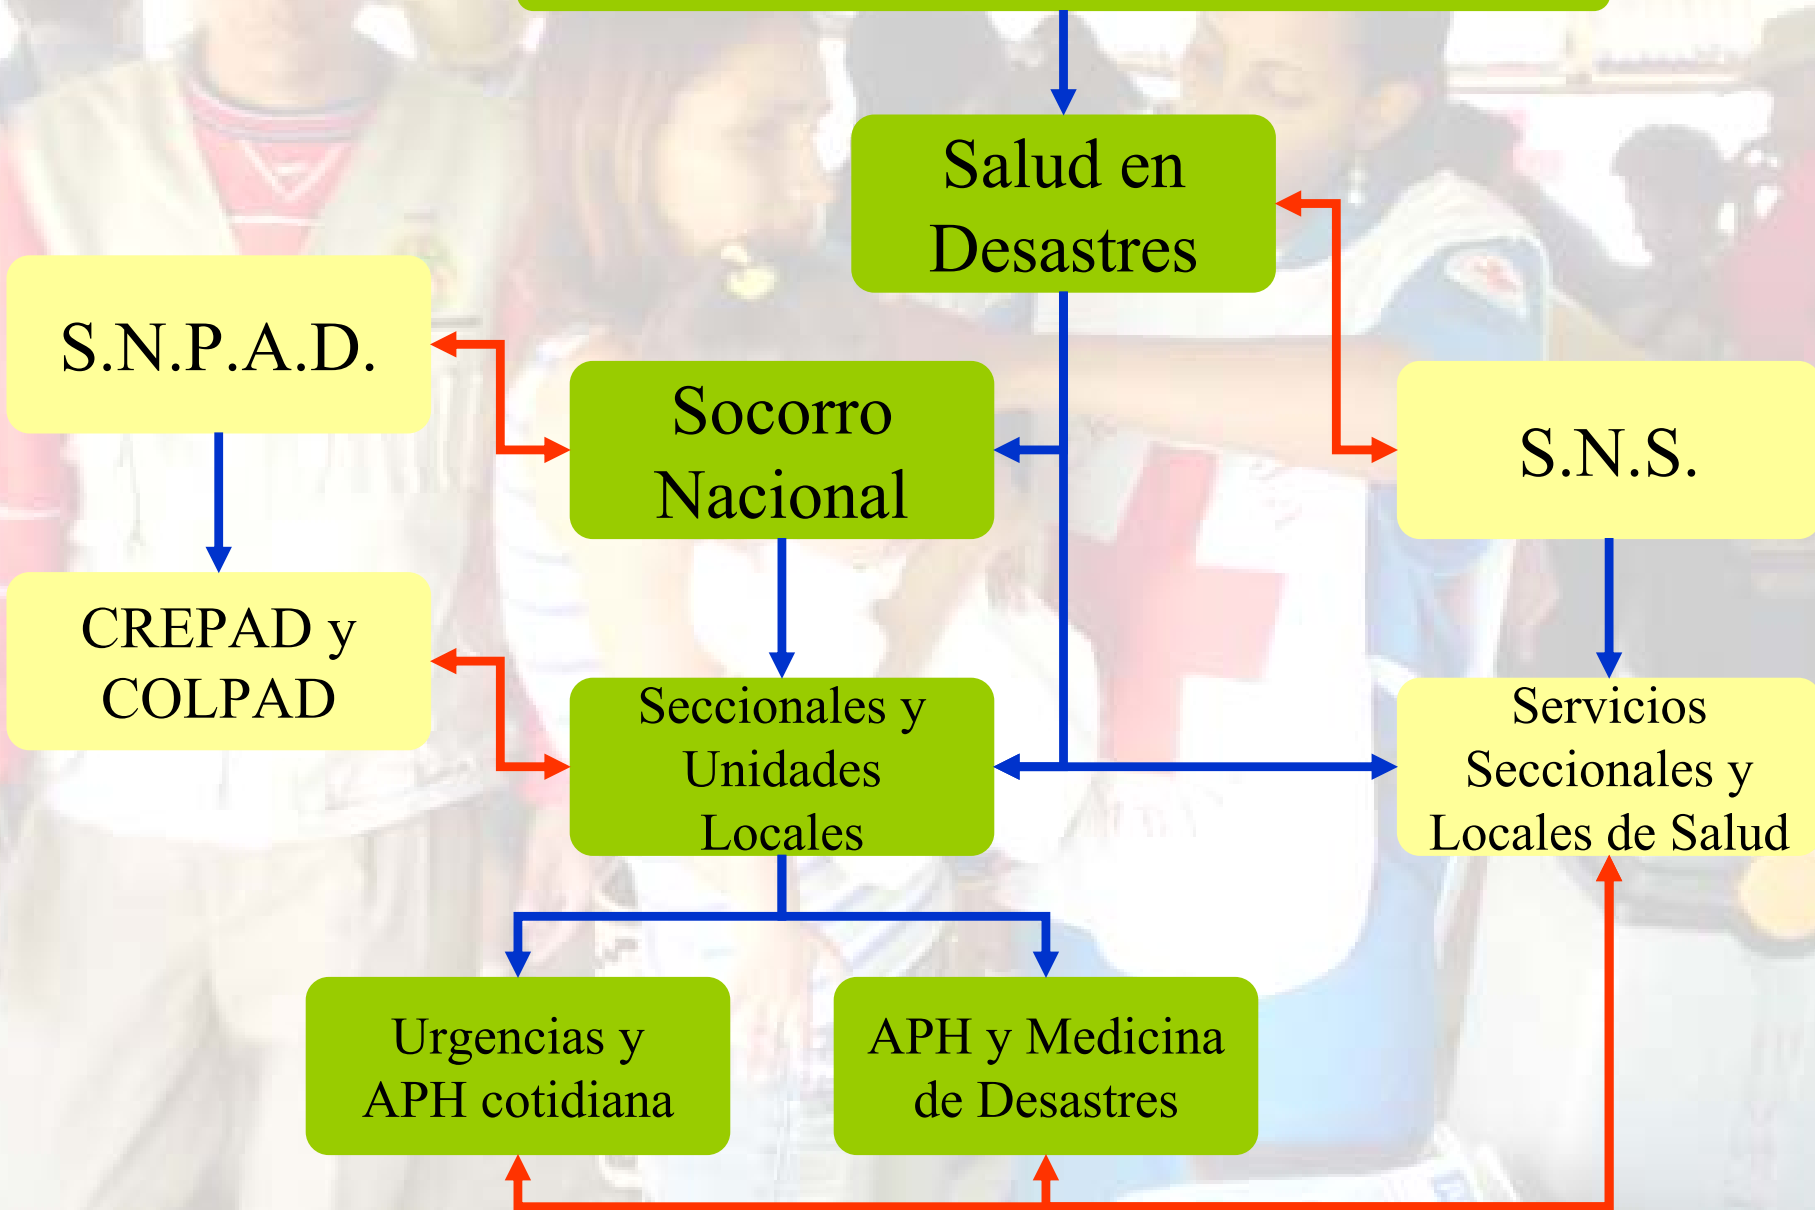 Salud en
Desastres
S.N.P.A.D.
Socorro
Nacional
S.N.S.
CREPAD y
COLPAD
Seccionales y
Unidades
Locales
Servicios
Seccionales y
Locales de Salud
Urgencias y
APH cotidiana
APH y Medicina
de Desastres